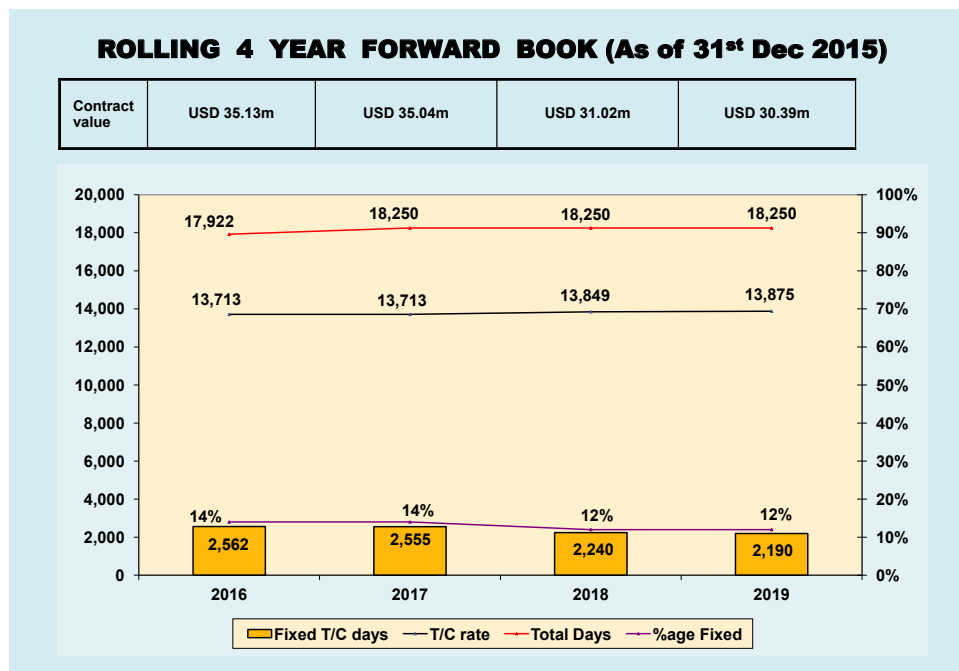 ROLLING 4 YEAR FORWARD BOOK (As of 31st Dec 2015)
Contract value USD 35.13m USD 35.04m USD 31.02m USD 30.39m
20,000 100%
18,000 17,922 18,250 18,250 18,250 90%
16,000 80%
14,000 13,713 13,713 13,849 13,875 70%
12,000 60%
10,000 50%
8,000 40%
6,000 30%
4,000 20%
14% 14% 12% 12%
2,000 2,562 2,555 2,240 2,190 10%
0 0%
2016 2017 2018 2019
Fixed T/C days T/C rate Total Days %age Fixed